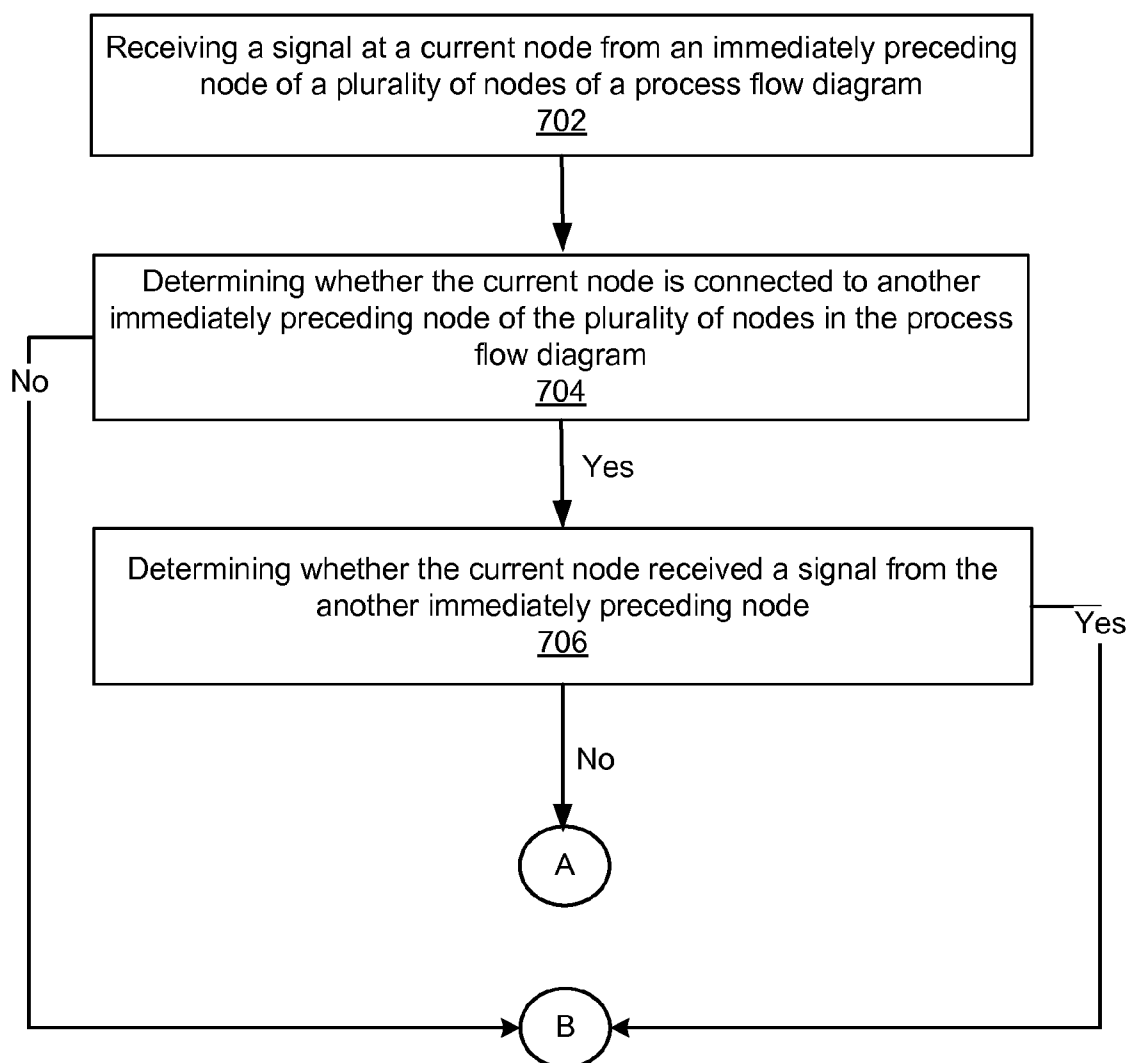 Receiving a signal at a current node from an immediately preceding
node of a plurality of nodes of a process flow diagram
702
Determining whether the current node is connected to another
immediately preceding node of the plurality of nodes in the process
flow diagram
704
No
Yes
Determining whether the current node received a signal from the
another immediately preceding node
706
Yes
No
A
B